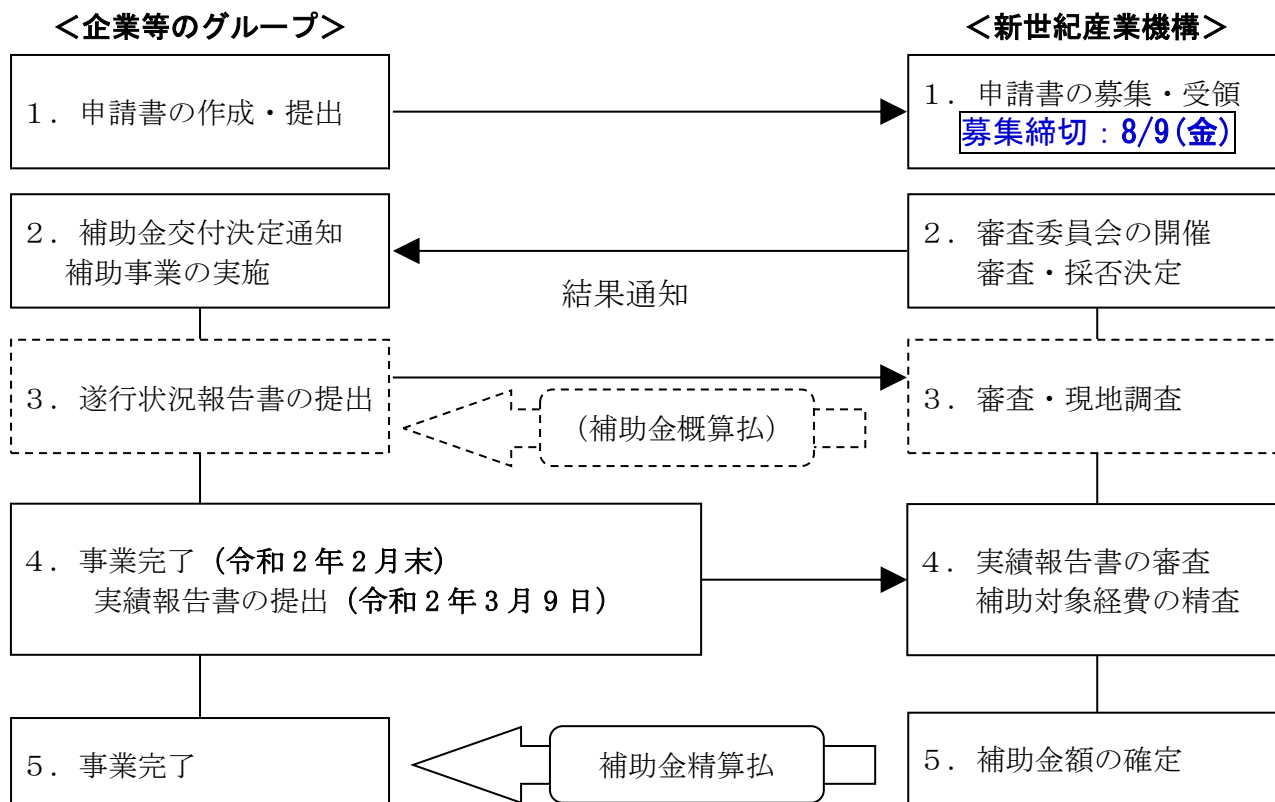 ＜企業等のグループ＞
＜新世紀産業機構＞
１．申請書の作成・提出
１．申請書の募集・受領
募集締切：8/9(金)
２．補助金交付決定通知
補助事業の実施
結果通知
２．審査委員会の開催
審査・採否決定
３．遂行状況報告書の提出
（補助金概算払）
３．審査・現地調査
４．事業完了（令和２年２月末）
実績報告書の提出（令和２年３月９日）
４．実績報告書の審査
補助対象経費の精査
５．事業完了
補助金精算払
５．補助金額の確定